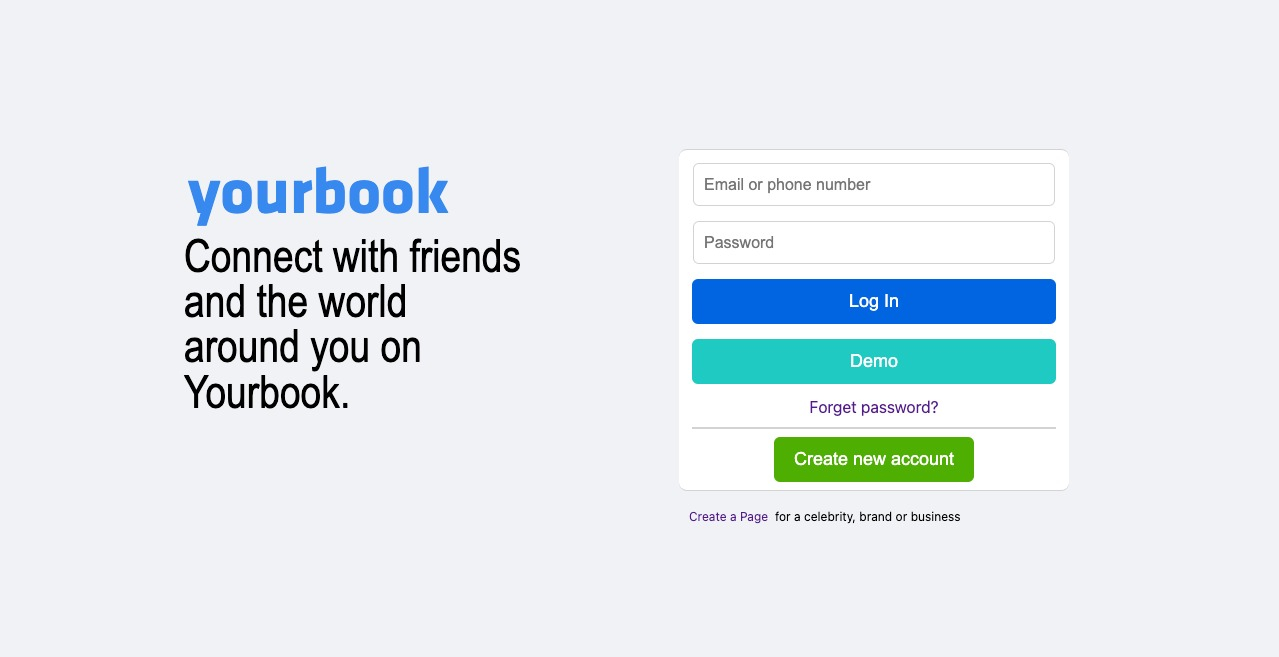 yourbook
Connect with friends
and the world
around you on
Yourbook.
Email or phone number
Password
Log In
Demo
Forget password?
Create new account
Create a Page for a celebrity, brand or business